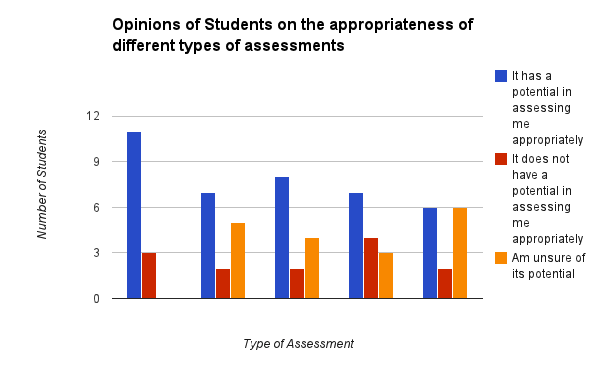 Opinions of Students on the appropriateness of
different types of assessments
It has a
potential in
assessing
me
appropriately
It does not
have a
potential in
assessing
me
appropriately
Am unsure of
its potential
Number of Students
12
9
6
3
0
Type of Assessment